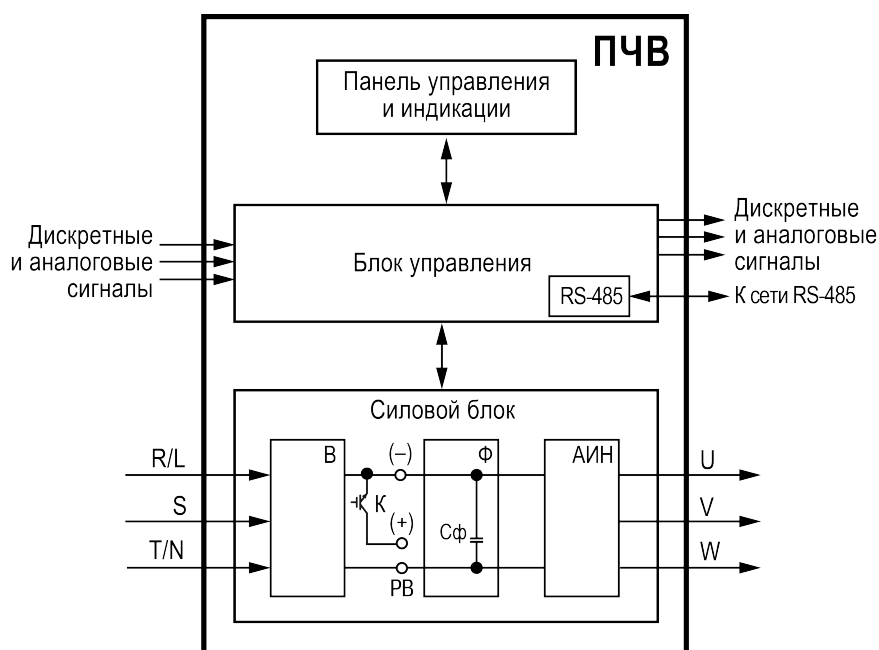 ПЧВ
Панель управления
и индикации
Дискретные
и аналоговые
сигналы
Блок управления
RS-485
Дискретные
и аналоговые
сигналы
К сети RS-485
Силовой блок
R/L
S
T/N
В
(–)
К
(+)
РВ
Ф
Сф
АИН
U
V
W